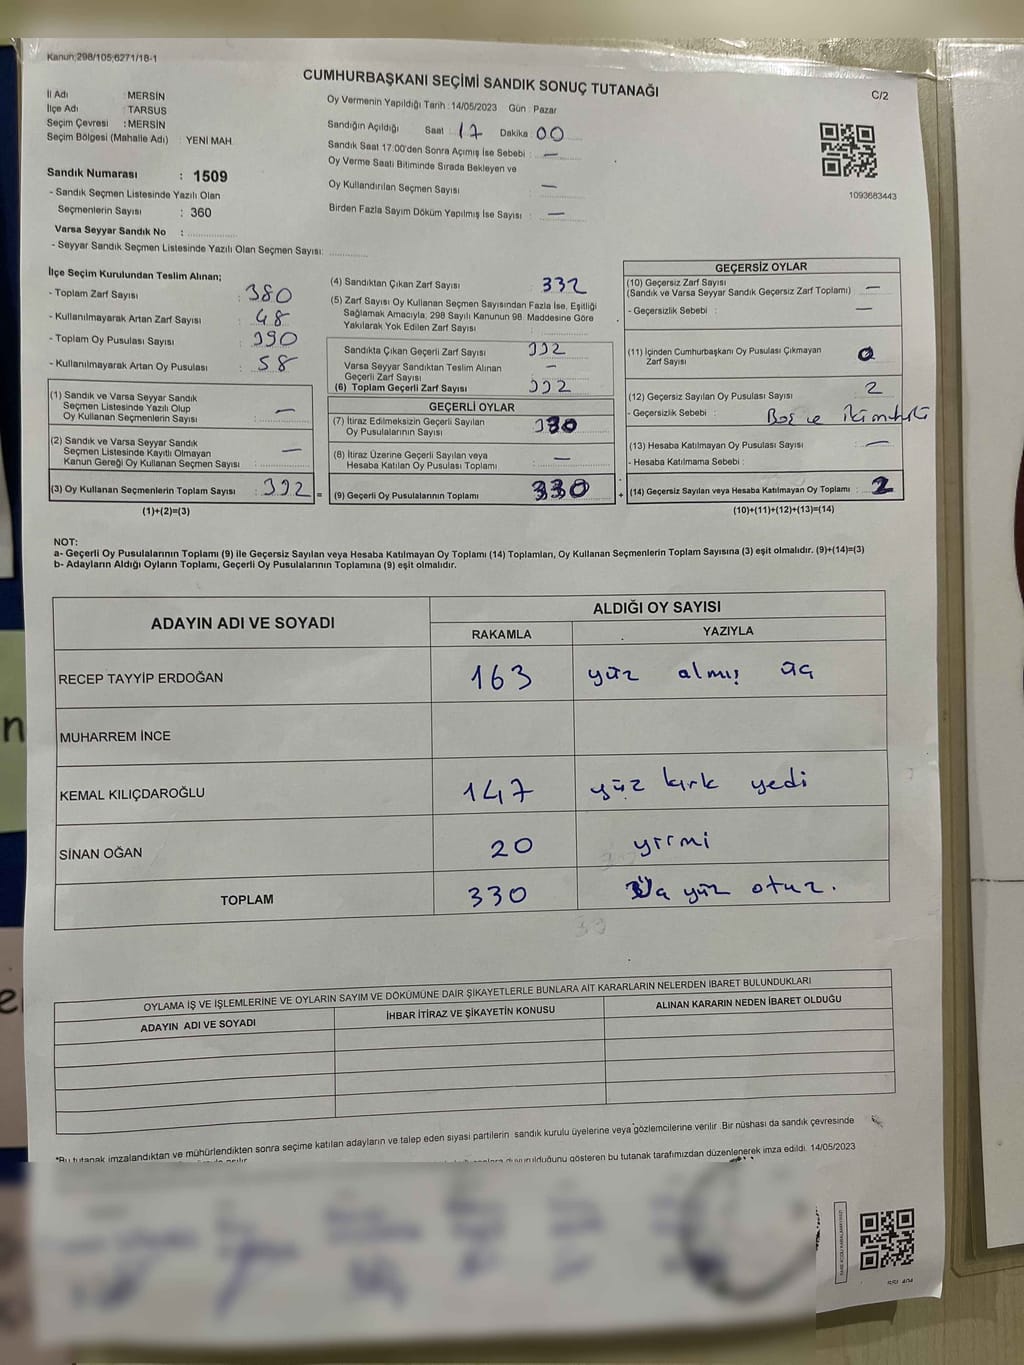 Kanun;298/105;6271/18-1
CUMHURBAŞKANI SEÇİMİ SANDIK SONUÇ TUTANAĞI
C/2
İl Adı : MERSİN
İlçe Adı : TARSUS
Seçim Çevresi : MERSİN
Seçim Bölgesi (Mahalle Adı) : YENİ MAH.
Sandık Numarası : 1509
- Sandık Seçmen Listesinde Yazılı Olan
Seçmenlerin Sayısı : 360
Varsa Seyyar Sandık No :
- Seyyar Sandık Seçmen Listesinde Yazılı Olan Seçmen Sayısı:
Oy Vermenin Yapıldığı Tarih : 14/05/2023 Gün : Pazar
Sandığın Açıldığı Saat : 17 Dakika : 00
Sandık Saat 17:00'den Sonra Açımış İse Sebebi : —
Oy Verme Saati Bitiminde Sırada Bekleyen ve
Oy Kullandırılan Seçmen Sayısı —
Birden Fazla Sayım Döküm Yapılmış İse Sayısı : —
1093683443
İlçe Seçim Kurulundan Teslim Alınan;
- Toplam Zarf Sayısı : 380
- Kullanılmayarak Artan Zarf Sayısı : 48
- Toplam Oy Pusulası Sayısı : 390
- Kullanılmayarak Artan Oy Pusulası : 58
(1) Sandık ve Varsa Seyyar Sandık
Seçmen Listesinde Yazılı Olup
Oy Kullanan Seçmenlerin Sayısı : —
(2) Sandık ve Varsa Seyyar Sandık
Seçmen Listesinde Kayıtlı Olmayan
Kanun Gereği Oy Kullanan Seçmen Sayısı : —
(3) Oy Kullanan Seçmenlerin Toplam Sayısı : 332 =
(1)+(2)=(3)
(4) Sandıktan Çıkan Zarf Sayısı : 332
(5) Zarf Sayısı Oy Kullanan Seçmen Sayısından Fazla İse, Eşitliği
Sağlamak Amacıyla, 298 Sayılı Kanunun 98. Maddesine Göre
Yakılarak Yok Edilen Zarf Sayısı :
Sandıkta Çıkan Geçerli Zarf Sayısı : 332
Varsa Seyyar Sandıktan Teslim Alınan
Geçerli Zarf Sayısı : —
(6) Toplam Geçerli Zarf Sayısı : 332
GEÇERLİ OYLAR
(7) İtiraz Edilmeksizin Geçerli Sayılan
Oy Pusulalarının Sayısı : 330
(8) İtiraz Üzerine Geçerli Sayılan veya
Hesaba Katılan Oy Pusulası Toplamı : —
(9) Geçerli Oy Pusulalarının Toplamı : 330 +
GEÇERSİZ OYLAR
(10) Geçersiz Zarf Sayısı
(Sandık ve Varsa Seyyar Sandık Geçersiz Zarf Toplamı) : —
- Geçersizlik Sebebi : —
(11) İçinden Cumhurbaşkanı Oy Pusulası Çıkmayan
Zarf Sayısı : 0
(12) Geçersiz Sayılan Oy Pusulası Sayısı : 2
- Geçersizlik Sebebi : Boş ve iki mühürlü
(13) Hesaba Katılmayan Oy Pusulası Sayısı : —
- Hesaba Katılmama Sebebi :
(14) Geçersiz Sayılan veya Hesaba Katılmayan Oy Toplamı : 2
(10)+(11)+(12)+(13)=(14)
NOT:
a- Geçerli Oy Pusulalarının Toplamı (9) ile Geçersiz Sayılan veya Hesaba Katılmayan Oy Toplamı (14) Toplamları, Oy Kullanan Seçmenlerin Toplam Sayısına (3) eşit olmalıdır. (9)+(14)=(3)
b- Adayların Aldığı Oyların Toplamı, Geçerli Oy Pusulalarının Toplamına (9) eşit olmalıdır.
ADAYIN ADI VE SOYADI
ALDIĞI OY SAYISI
RAKAMLA YAZIYLA
RECEP TAYYİP ERDOĞAN 163 yüz almış üç
MUHARREM İNCE
KEMAL KILIÇDAROĞLU 147 yüz kırk yedi
SİNAN OĞAN 20 yirmi
TOPLAM 330 Üç yüz otuz.
OYLAMA İŞ VE İŞLEMLERİNE VE OYLARIN SAYIM VE DÖKÜMÜNE DAİR ŞİKAYETLERLE BUNLARA AİT KARARLARIN NELERDEN İBARET BULUNDUKLARI
ADAYIN ADI VE SOYADI İHBAR İTİRAZ VE ŞİKAYETİN KONUSU ALINAN KARARIN NEDEN İBARET OLDUĞU
*Bu tutanak imzalandıktan ve mühürlendikten sonra seçime katılan adayların ve talep eden siyasi partilerin sandık kurulu üyelerine veya gözlemcilerine verilir. Bir nüshası da sandık çevresinde
duyurulduğunu gösteren bu tutanak tarafımızdan düzenlenerek imza edildi. 14/05/2023